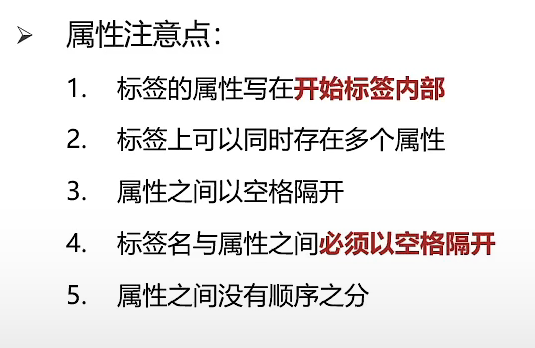 ➢ 属性注意点：
1. 标签的属性写在开始标签内部
2. 标签上可以同时存在多个属性
3. 属性之间以空格隔开
4. 标签名与属性之间必须以空格隔开
5. 属性之间没有顺序之分